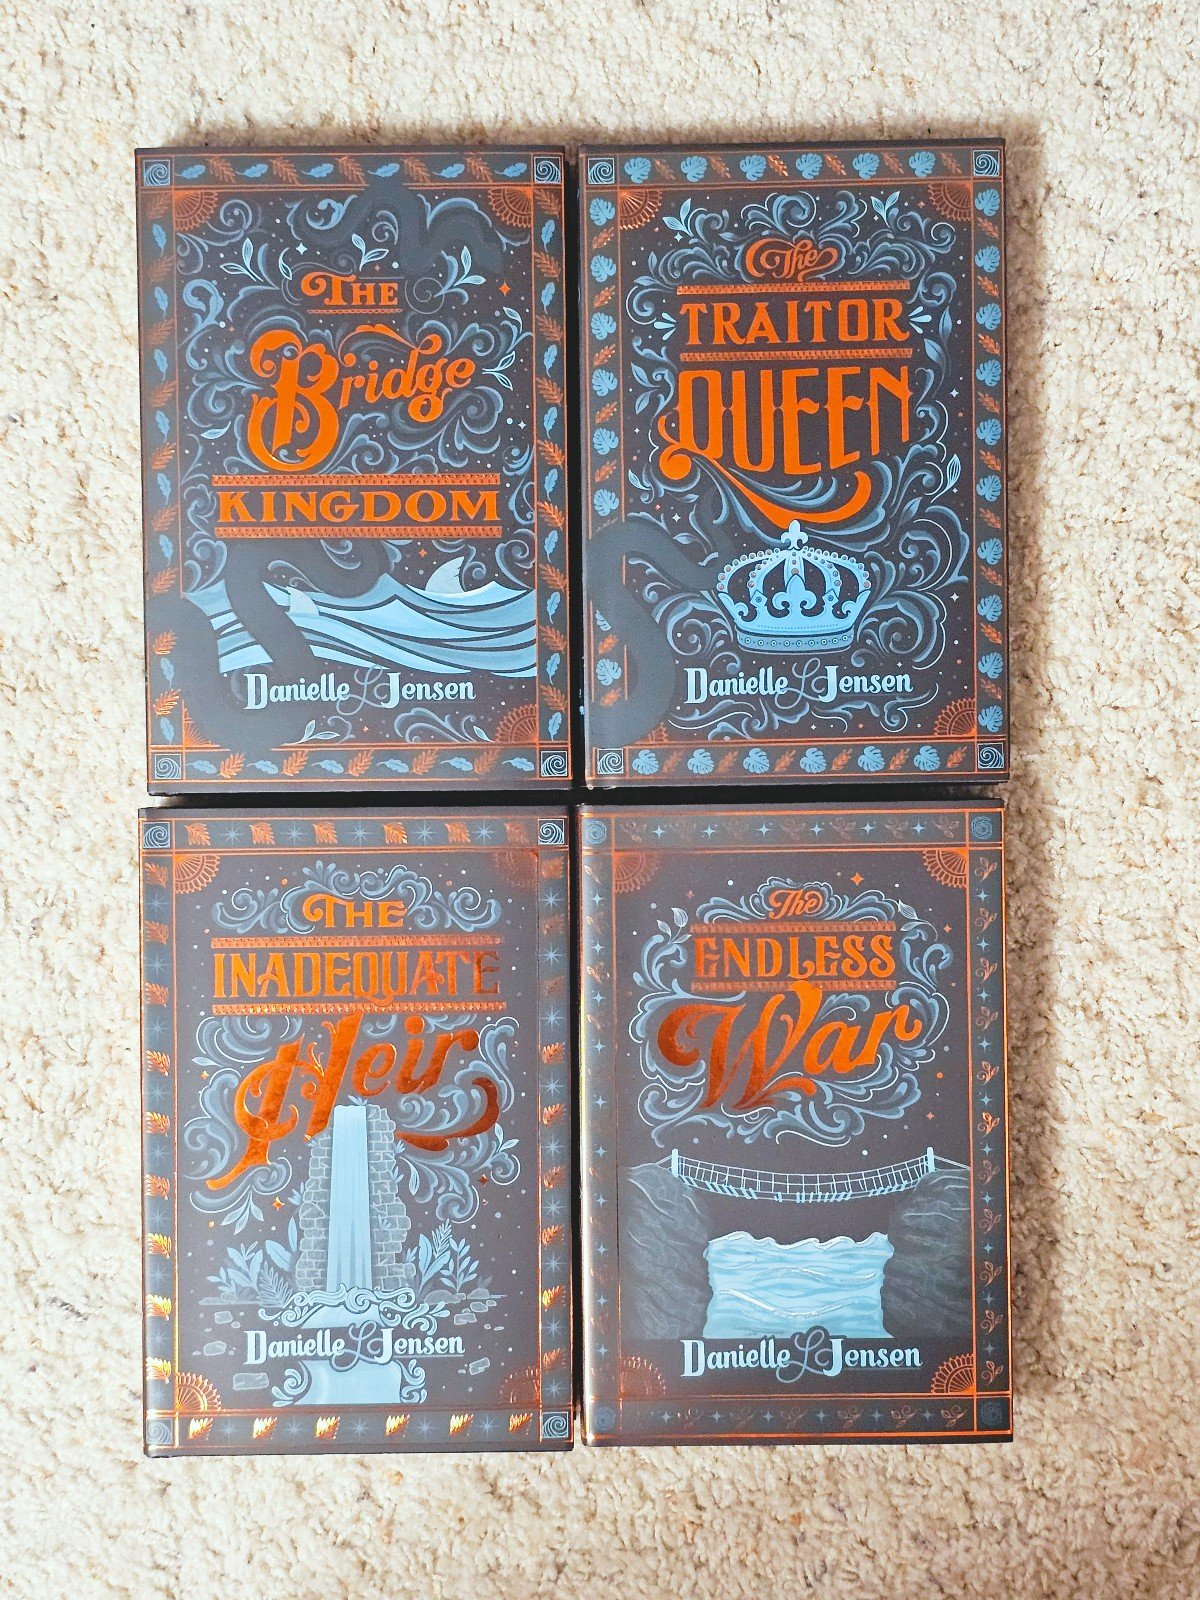 THE
Bridge
KINGDOM
Danielle L Jensen
The
TRAITOR
QUEEN
Danielle L Jensen
THE
INADEQUATE
Heir
Danielle L Jensen
The
ENDLESS
War
Danielle L Jensen